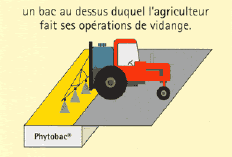 un bac au dessus duquel l'agriculteur
fait ses opérations de vidange.
Phytobac®